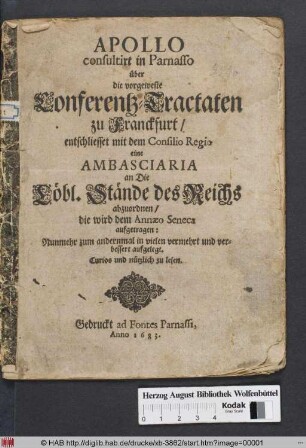 APOLLO
consultirt in Parnasso
über
die vorgeweste
Conferentz-Tractaten
zu Franckfurt/
entschliesset mit dem Consilio Regio
eine
AMBASCIARIA
an Die
Löbl. Stände des Reichs
abzuordnen/
die wird dem Annæo Seneca
auffgetragen:
Nunmehr zum andernmal in vielen vermehrt und ver-
bessert auffgelegt.
Curios und nützlich zu lesen.
Gedruckt ad Fontes Parnassi,
Anno 1683.
Herzog August Bibliothek Wolfenbüttel
Kodak
© HAB http://diglib.hab.de/drucke/xb-3862/start.htm?image=00001